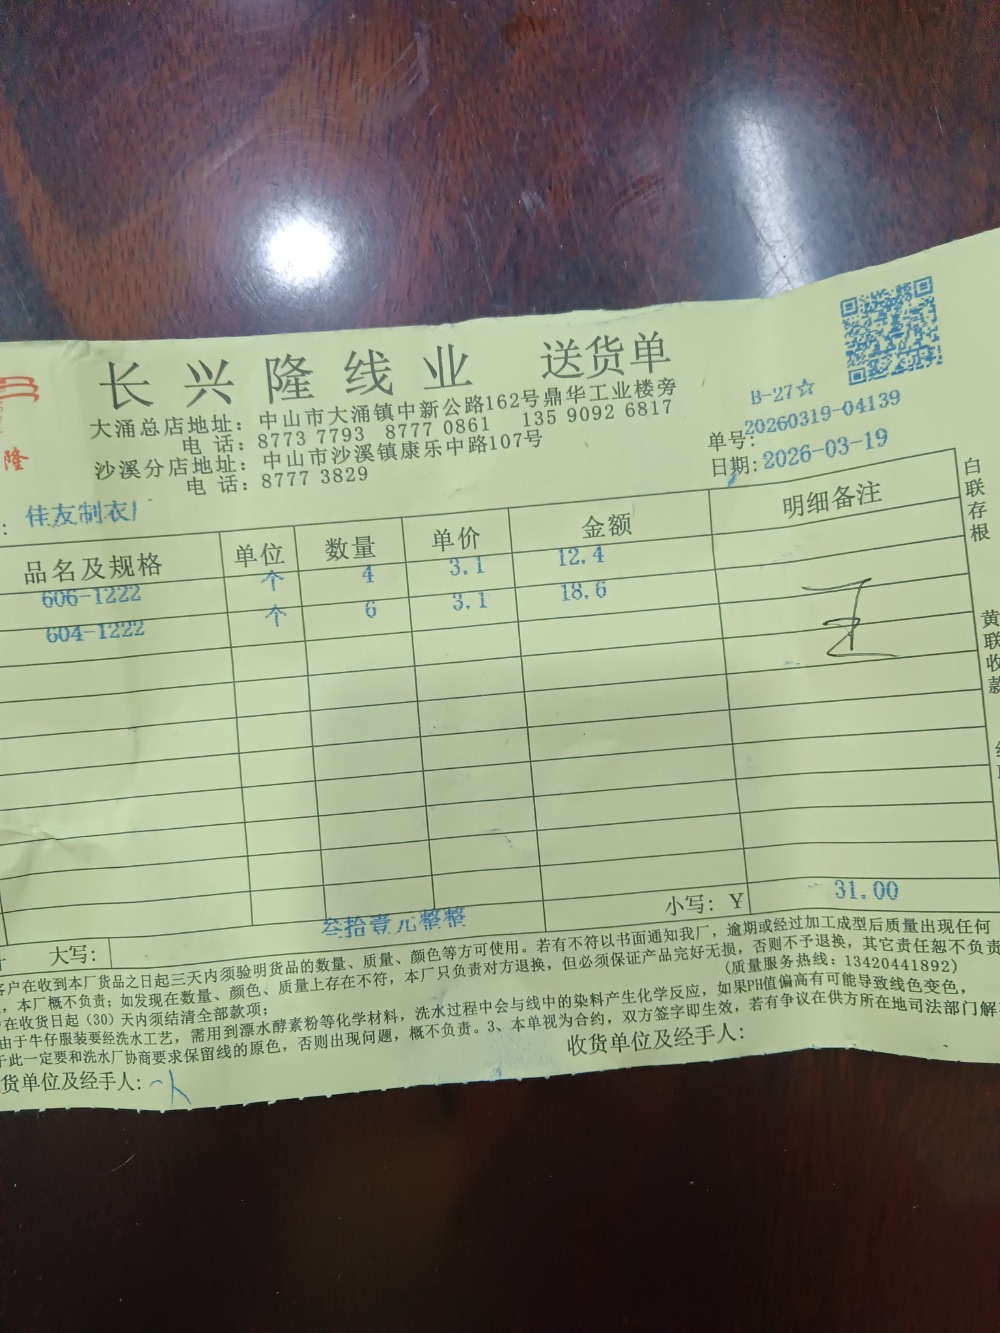 长兴隆线业 送货单
隆
大涌总店地址：中山市大涌镇中新公路162号鼎华工业楼旁
电 话：8773 7793 8777 0861 135 9092 6817
沙溪分店地址：中山市沙溪镇康乐中路107号
电 话：8777 3829
B-27☆
单号：20260319-04139
日期：2026-03-19
：佳友制衣
品名及规格 单位 数量 单价 金额 明细备注
606-1222 个 4 3.1 12.4
604-1222 个 6 3.1 18.6
白联存根
黄联收款
大写： 叁拾壹元整整 小写：Y 31.00
客户在收到本厂货品之日起三天内须验明货品的数量、质量、颜色等方可使用。若有不符以书面通知我厂，逾期或经过加工成型后质量出现任何
，本厂概不负责；如发现在数量、颜色、质量上存在不符，本厂只负责对方退换，但必须保证产品完好无损，否则不予退换，其它责任恕不负责
在收货日起（30）天内须结清全部款项； （质量服务热线：13420441892）
由于牛仔服装要经洗水工艺，需用到漂水酵素粉等化学材料，洗水过程中会与线中的染料产生化学反应，如果PH值偏高有可能导致线色变色，
于此一定要和洗水厂协商要求保留线的原色，否则出现问题，概不负责。3、本单视为合约，双方签字即生效，若有争议在供方所在地司法部门解
货单位及经手人： 收货单位及经手人：